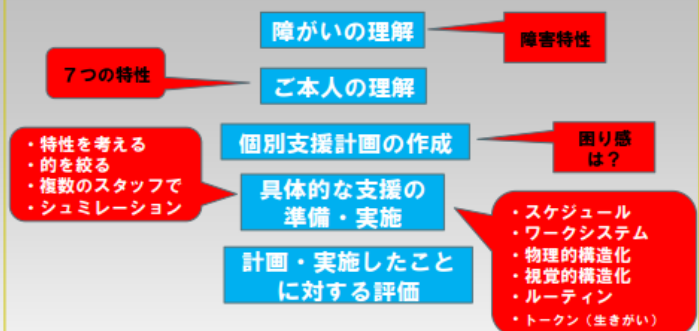 障がいの理解
障害特性
７つの特性
ご本人の理解
個別支援計画の作成
困り感
は？
・特性を考える
・的を絞る
・複数のスタッフで
・シュミレーション
具体的な支援の
準備・実施
・スケジュール
・ワークシステム
・物理的構造化
・視覚的構造化
・ルーティン
・トークン（生きがい）
計画・実施したこと
に対する評価